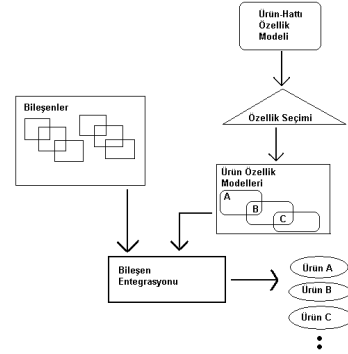 Ürün-Hattı
Özellik
Modeli
Özellik Seçimi
Bileşenler
Ürün Özellik
Modelleri
A
B
C
Bileşen
Entegrasyonu
Ürün A
Ürün B
Ürün C